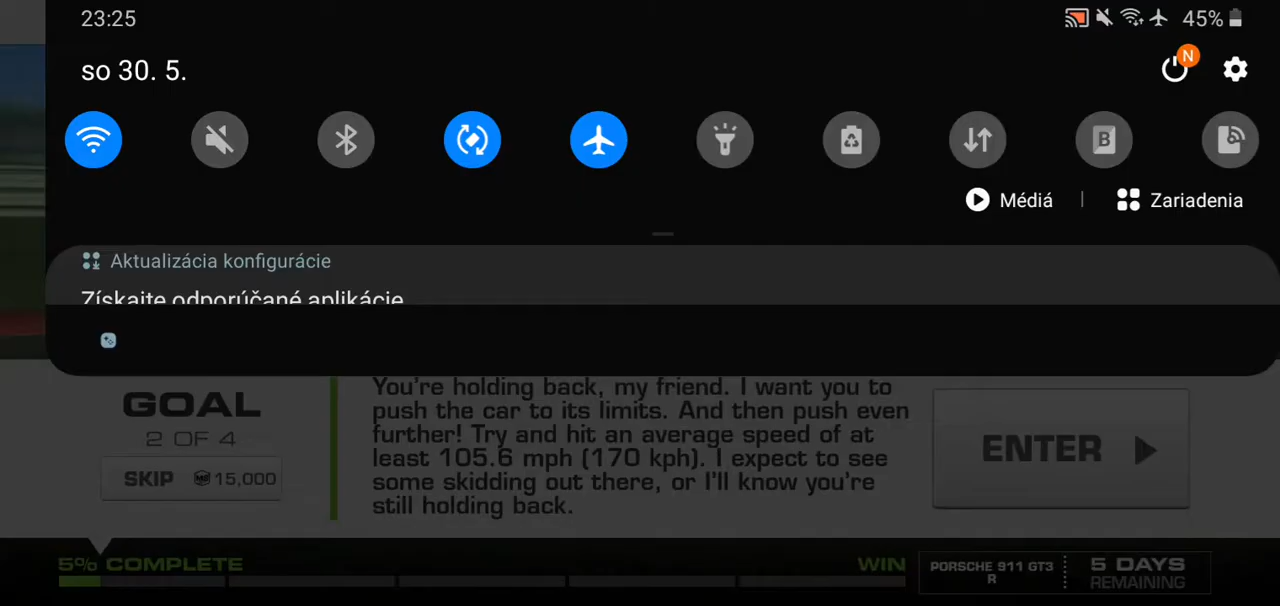 23:25
45%
so 30. 5.
N
B
Médiá
Zariadenia
Aktualizácia konfigurácie
Získajte odporúčané aplikácie
GOAL
2 OF 4
SKIP 15,000
You're holding back, my friend. I want you to
push the car to its limits. And then push even
further! Try and hit an average speed of at
least 105.6 mph (170 kph). I expect to see
some skidding out there, or I'll know you're
still holding back.
ENTER
5% COMPLETE
WIN
PORSCHE 911 GT3
R
5 DAYS
REMAINING